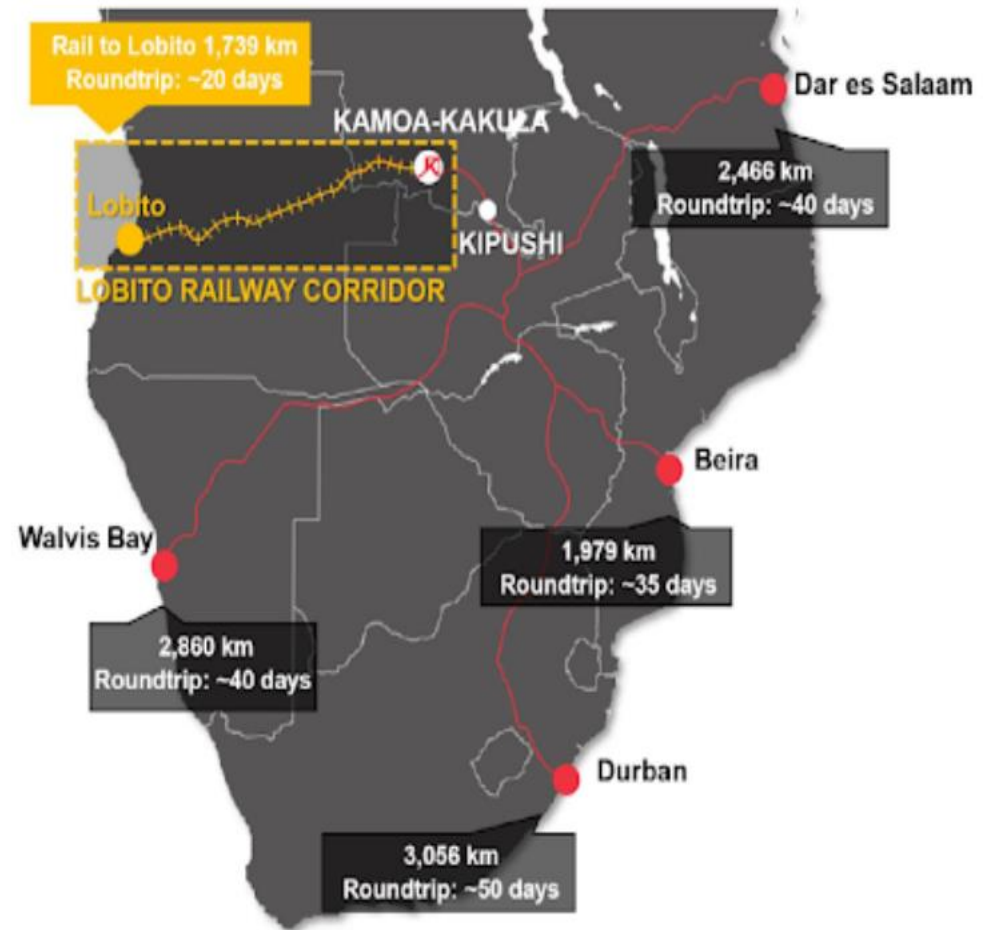 Rail to Lobito 1,739 km
Roundtrip: ~20 days
KAMOA-KAKULA
K
Dar es Salaam
2,466 km
Roundtrip: ~40 days
Lobito
KIPUSHI
LOBITO RAILWAY CORRIDOR
Beira
Walvis Bay
1,979 km
Roundtrip: ~35 days
2,860 km
Roundtrip: ~40 days
Durban
3,056 km
Roundtrip: ~50 days